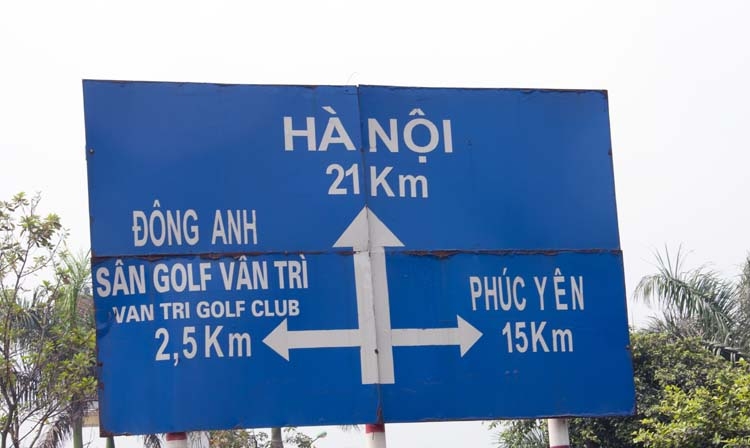 HÀ NỘI
21 Km
ĐÔNG ANH
SÂN GOLF VÂN TRÌ
VAN TRI GOLF CLUB
2,5 Km
PHÚC YÊN
15Km